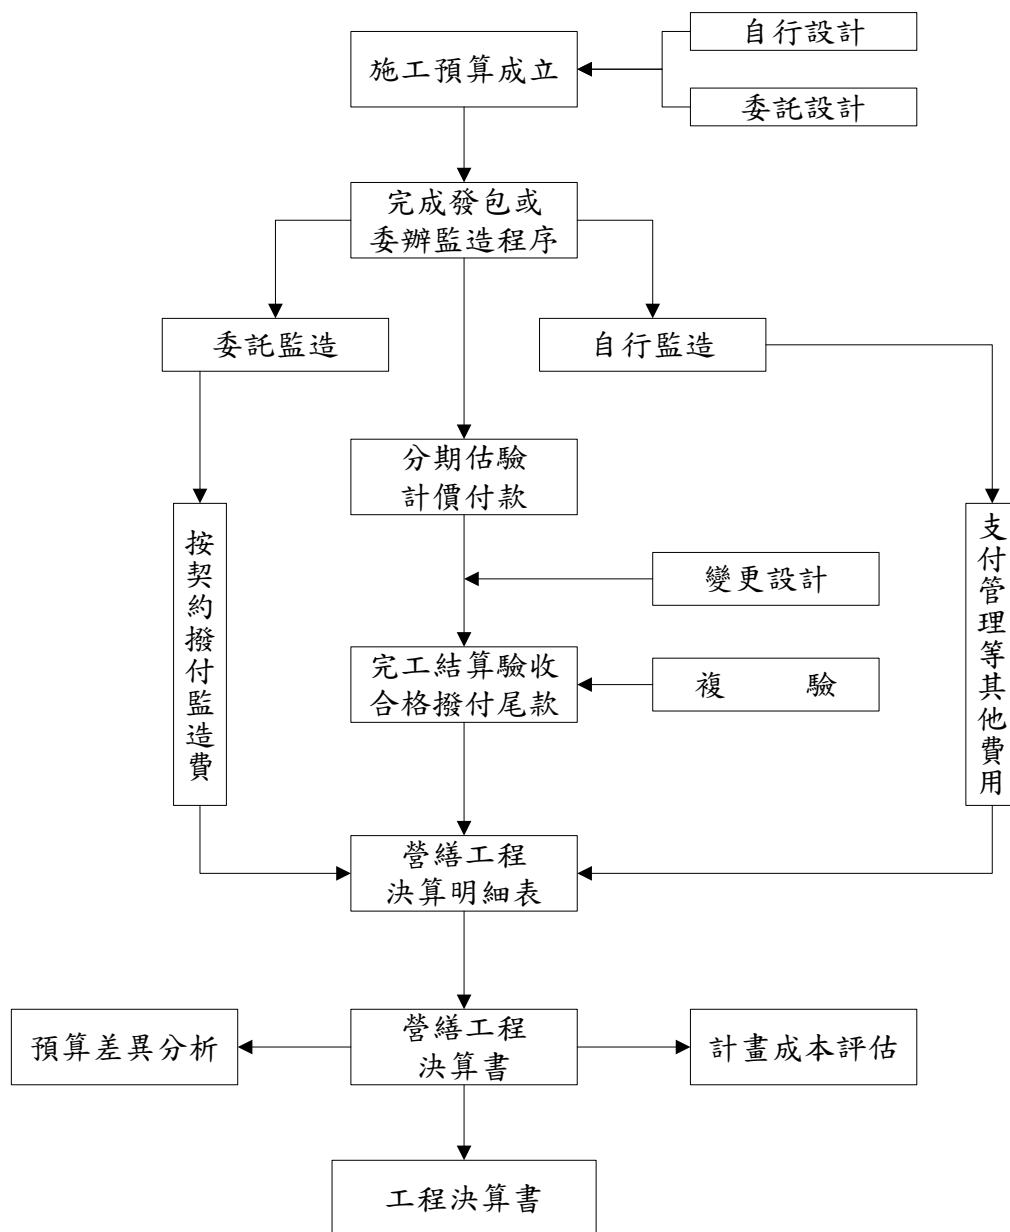 自行設計
施工預算成立
委託設計
完成發包或
委辦監造程序
委託監造
自行監造
分期估驗
計價付款
按契約撥付監造費
支付管理等其他費用
變更設計
完工結算驗收
合格撥付尾款
複 驗
營繕工程
決算明細表
預算差異分析
營繕工程
決算書
計畫成本評估
工程決算書